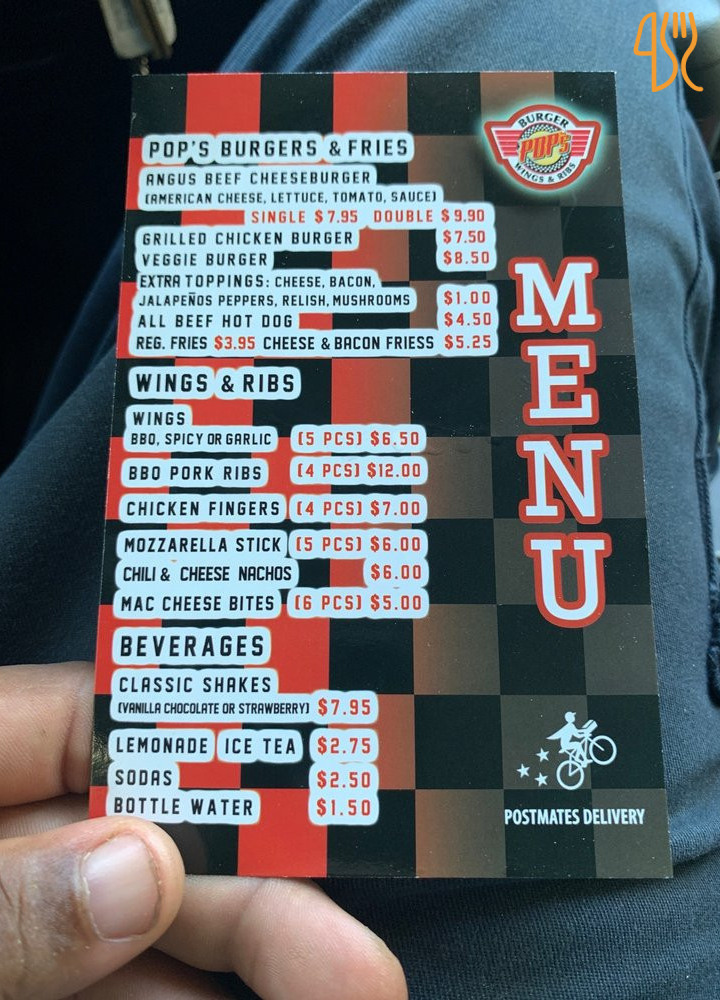 BURGER
POP'S
WINGS & RIBS
POP'S BURGERS & FRIES
ANGUS BEEF CHEESEBURGER
(AMERICAN CHEESE, LETTUCE, TOMATO, SAUCE)
SINGLE $7.95 DOUBLE $9.90
GRILLED CHICKEN BURGER $7.50
VEGGIE BURGER $8.50
EXTRA TOPPINGS: CHEESE, BACON,
JALAPEÑOS PEPPERS, RELISH, MUSHROOMS $1.00
ALL BEEF HOT DOG $4.50
REG. FRIES $3.95 CHEESE & BACON FRIESS $5.25
WINGS & RIBS
WINGS
BBQ, SPICY OR GARLIC (5 PCS) $6.50
BBQ PORK RIBS (4 PCS) $12.00
CHICKEN FINGERS (4 PCS) $7.00
MOZZARELLA STICK (5 PCS) $6.00
CHILI & CHEESE NACHOS $6.00
MAC CHEESE BITES (6 PCS) $5.00
BEVERAGES
CLASSIC SHAKES
(VANILLA CHOCOLATE OR STRAWBERRY) $7.95
LEMONADE ICE TEA $2.75
SODAS $2.50
BOTTLE WATER $1.50
MENU
POSTMATES DELIVERY